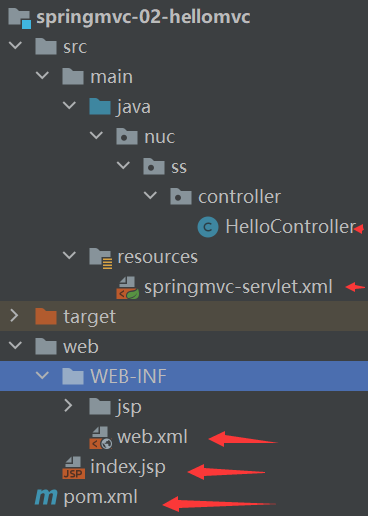 springmvc-02-hellomvc
src
main
java
nuc
ss
controller
C HelloController
resources
springmvc-servlet.xml
target
web
WEB-INF
jsp
web.xml
JSP index.jsp
m pom.xml